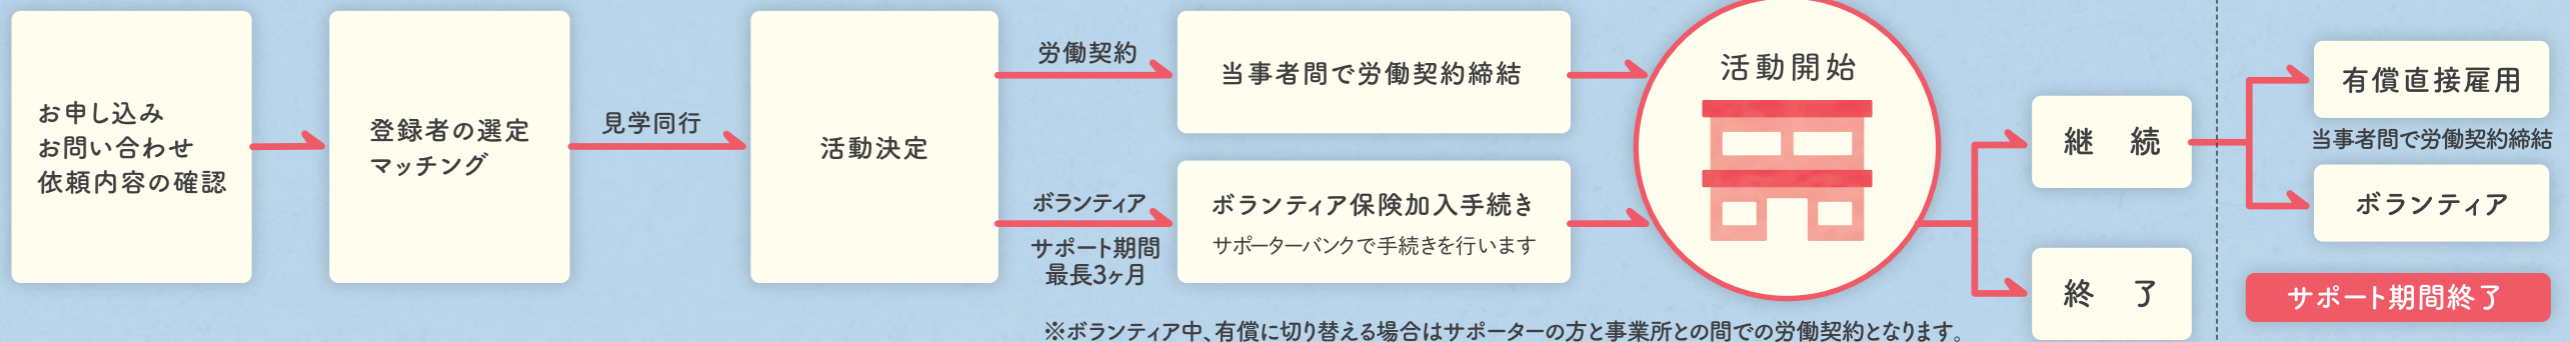 お申し込み
お問い合わせ
依頼内容の確認
登録者の選定
マッチング
見学同行
活動決定
労働契約
当事者間で労働契約締結
ボランティア
サポート期間
最長3ヶ月
ボランティア保険加入手続き
サポーターバンクで手続きを行います
活動開始
継　続
終　了
有償直接雇用
当事者間で労働契約締結
ボランティア
サポート期間終了
※ボランティア中、有償に切り替える場合はサポーターの方と事業所との間での労働契約となります。